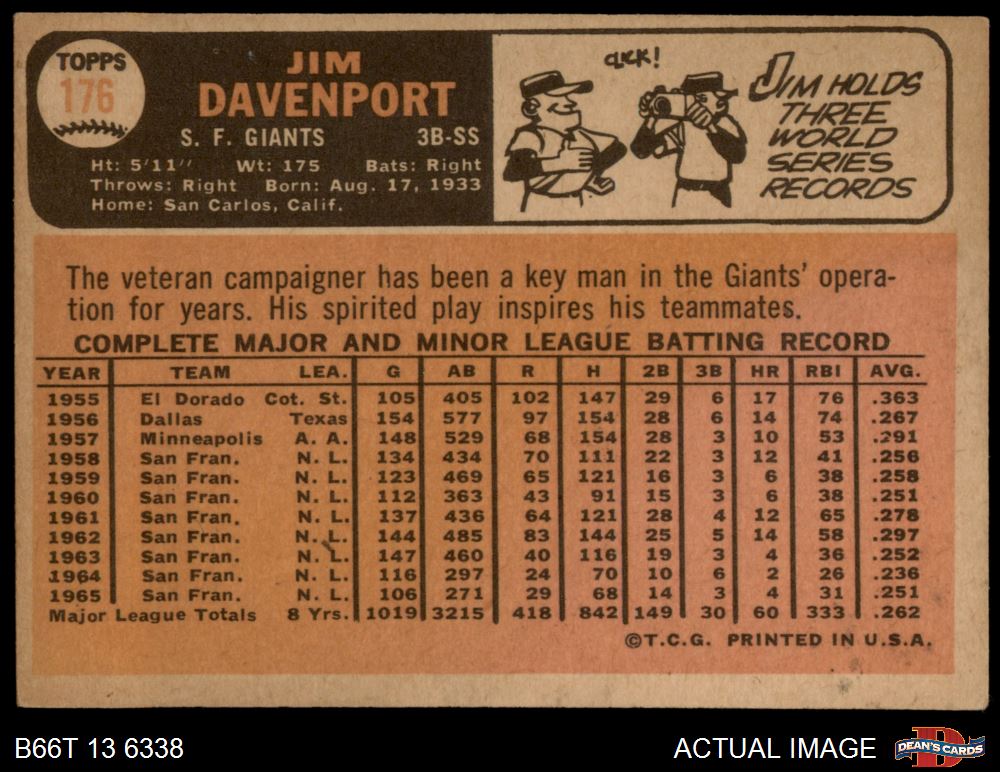 TOPPS
176
JIM
DAVENPORT
S. F. GIANTS 3B-SS
Ht: 5'11" Wt: 175 Bats: Right
Throws: Right Born: Aug. 17, 1933
Home: San Carlos, Calif.
CLICK!
JIM HOLDS
THREE
WORLD
SERIES
RECORDS
The veteran campaigner has been a key man in the Giants' opera-
tion for years. His spirited play inspires his teammates.
COMPLETE MAJOR AND MINOR LEAGUE BATTING RECORD
YEAR TEAM LEA. G AB R H 2B 3B HR RBI AVG.
1955 El Dorado Cot. St. 105 405 102 147 29 6 17 76 .363
1956 Dallas Texas 154 577 97 154 28 6 14 74 .267
1957 Minneapolis A. A. 148 529 68 154 28 3 10 53 .291
1958 San Fran. N. L. 134 434 70 111 22 3 12 41 .256
1959 San Fran. N. L. 123 469 65 121 16 3 6 38 .258
1960 San Fran. N. L. 112 363 43 91 15 3 6 38 .251
1961 San Fran. N. L. 137 436 64 121 28 4 12 65 .278
1962 San Fran. N. L. 144 485 83 144 25 5 14 58 .297
1963 San Fran. N. L. 147 460 40 116 19 3 4 36 .252
1964 San Fran. N. L. 116 297 24 70 10 6 2 26 .236
1965 San Fran. N. L. 106 271 29 68 14 3 4 31 .251
Major League Totals 8 Yrs. 1019 3215 418 842 149 30 60 333 .262
©T.C.G. PRINTED IN U.S.A.
B66T 13 6338
ACTUAL IMAGE
D
DEAN'S CARDS